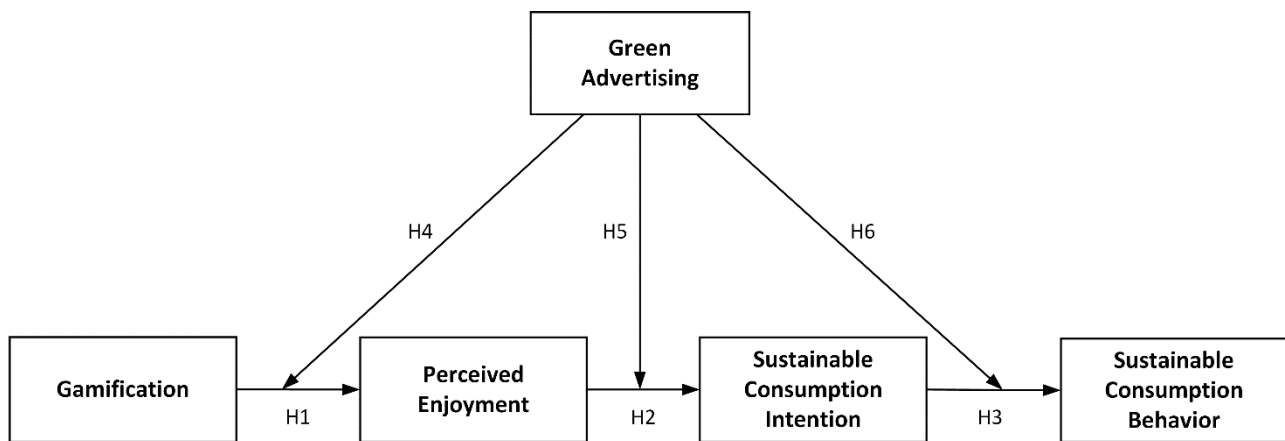 Green
Advertising
H4
H5
H6
Gamification
H1
Perceived
Enjoyment
H2
Sustainable
Consumption
Intention
H3
Sustainable
Consumption
Behavior